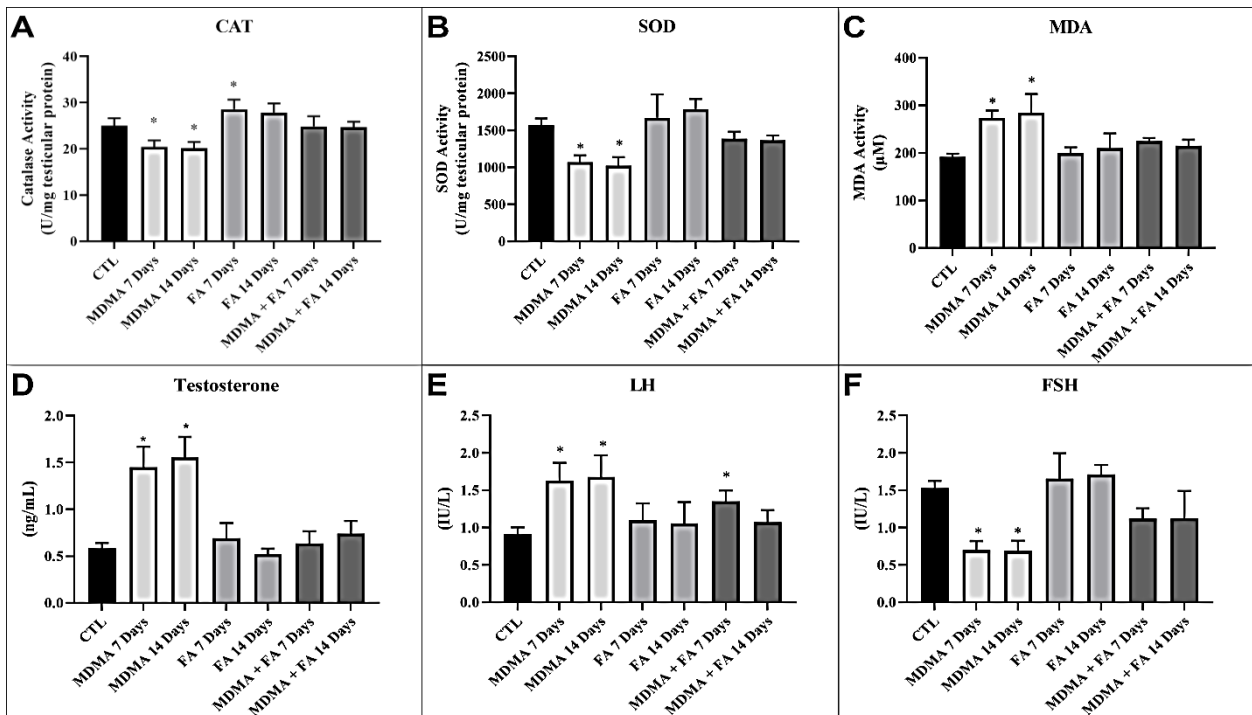 A
CAT
Catalase Activity
(U/mg testicular protein)
40
30
20
10
0
*
*
*
CTL
MDMA 7 Days
MDMA 14 Days
FA 7 Days
FA 14 Days
MDMA + FA 7 Days
MDMA + FA 14 Days
B
SOD
SOD Activity
(U/mg testicular protein)
2500
2000
1500
1000
500
0
*
*
CTL
MDMA 7 Days
MDMA 14 Days
FA 7 Days
FA 14 Days
MDMA + FA 7 Days
MDMA + FA 14 Days
C
MDA
MDA Activity
(µM)
400
300
200
100
0
*
*
CTL
MDMA 7 Days
MDMA 14 Days
FA 7 Days
FA 14 Days
MDMA + FA 7 Days
MDMA + FA 14 Days
D
Testosterone
(ng/mL)
2.0
1.5
1.0
0.5
0.0
*
*
CTL
MDMA 7 Days
MDMA 14 Days
FA 7 Days
FA 14 Days
MDMA + FA 7 Days
MDMA + FA 14 Days
E
LH
(IU/L)
2.5
2.0
1.5
1.0
0.5
0.0
*
*
*
CTL
MDMA 7 Days
MDMA 14 Days
FA 7 Days
FA 14 Days
MDMA + FA 7 Days
MDMA + FA 14 Days
F
FSH
(IU/L)
2.5
2.0
1.5
1.0
0.5
0.0
*
*
CTL
MDMA 7 Days
MDMA 14 Days
FA 7 Days
FA 14 Days
MDMA + FA 7 Days
MDMA + FA 14 Days